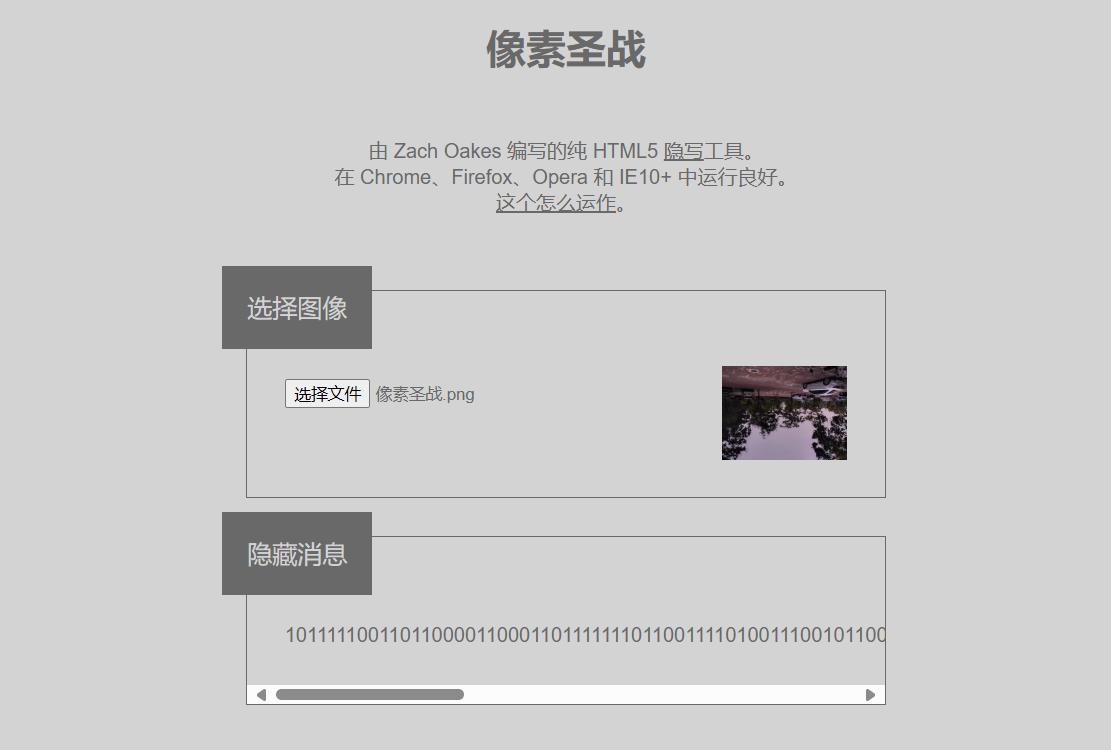 像素圣战
由 Zach Oakes 编写的纯 HTML5 隐写工具。
在 Chrome、Firefox、Opera 和 IE10+ 中运行良好。
这个怎么运作。
选择图像
选择文件 像素圣战.png
隐藏消息
101111100110110000110001101111111011001111010011100101100